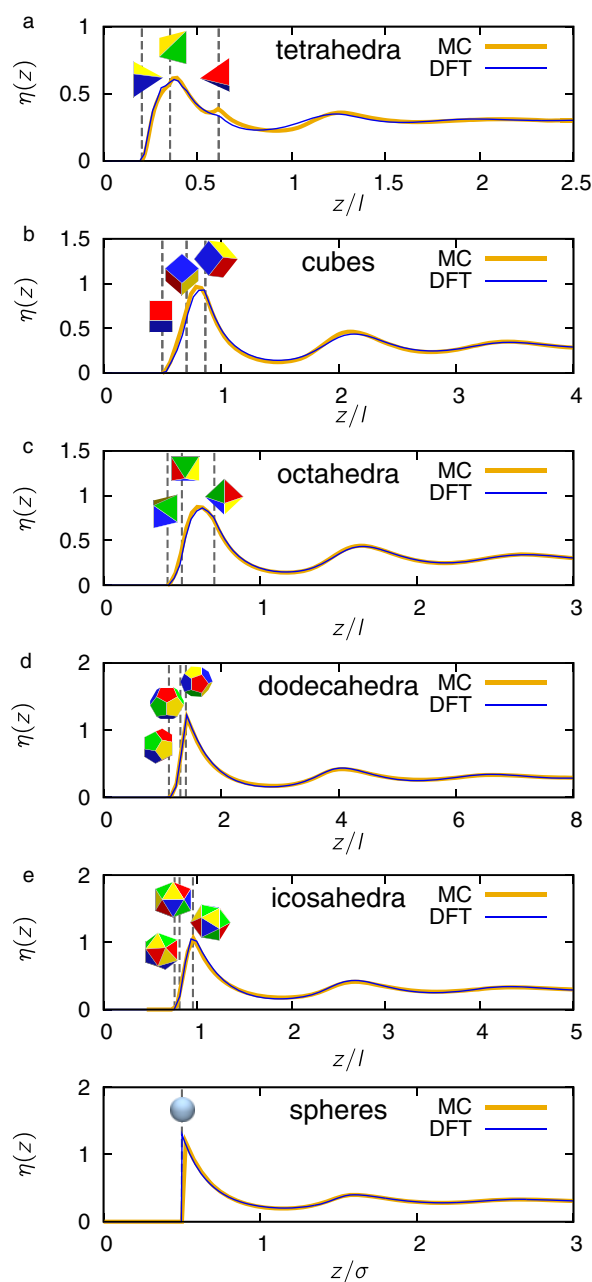 a
tetrahedra
MC
DFT
η(z)
1
0.5
0
0.5
1
1.5
2
2.5
z/l
b
cubes
MC
DFT
η(z)
1.5
1
0.5
0
0
1
2
3
4
z/l
c
octahedra
MC
DFT
η(z)
1.5
1
0.5
0
0
1
2
3
z/l
d
dodecahedra
MC
DFT
η(z)
2
1
0
2
4
6
8
z/l
e
icosahedra
MC
DFT
η(z)
2
1
0
0
1
2
3
4
5
z/l
spheres
MC
DFT
η(z)
2
1
0
0
1
2
3
z/σ